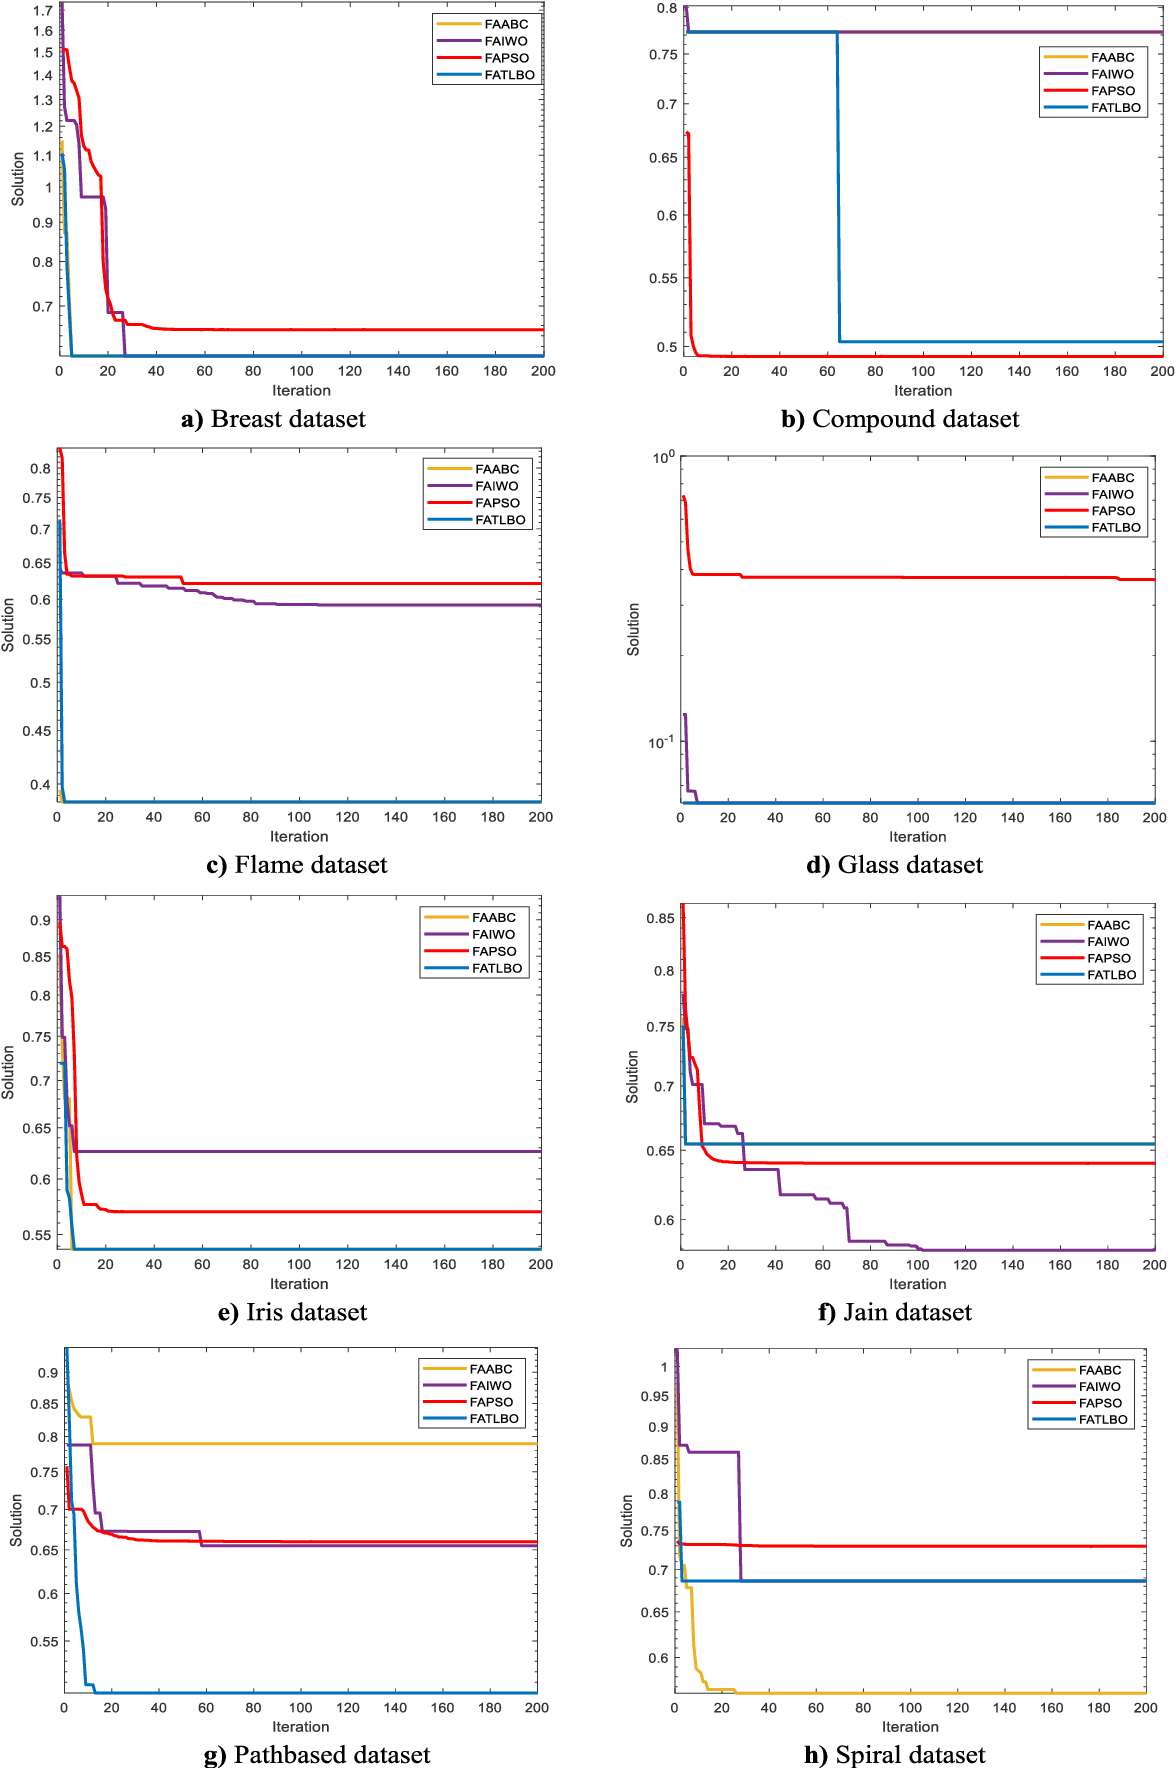 1.7
1.6
1.5
1.4
1.3
1.2
1.1
1
0.9
0.8
0.7
Solution
FAABC
FAIWO
FAPSO
FATLBO
0 20 40 60 80 100 120 140 160 180 200
Iteration
a) Breast dataset
0.8
0.75
0.7
0.65
0.6
0.55
0.5
Solution
FAABC
FAIWO
FAPSO
FATLBO
0 20 40 60 80 100 120 140 160 180 200
Iteration
b) Compound dataset
0.8
0.75
0.7
0.65
0.6
0.55
0.5
0.45
0.4
Solution
FAABC
FAIWO
FAPSO
FATLBO
0 20 40 60 80 100 120 140 160 180 200
Iteration
c) Flame dataset
10⁰
10⁻¹
Solution
FAABC
FAIWO
FAPSO
FATLBO
0 20 40 60 80 100 120 140 160 180 200
Iteration
d) Glass dataset
0.9
0.85
0.8
0.75
0.7
0.65
0.6
0.55
Solution
FAABC
FAIWO
FAPSO
FATLBO
0 20 40 60 80 100 120 140 160 180 200
Iteration
e) Iris dataset
0.85
0.8
0.75
0.7
0.65
0.6
Solution
FAABC
FAIWO
FAPSO
FATLBO
0 20 40 60 80 100 120 140 160 180 200
Iteration
f) Jain dataset
0.9
0.85
0.8
0.75
0.7
0.65
0.6
0.55
Solution
FAABC
FAIWO
FAPSO
FATLBO
0 20 40 60 80 100 120 140 160 180 200
Iteration
g) Pathbased dataset
1
0.95
0.9
0.85
0.8
0.75
0.7
0.65
0.6
Solution
FAABC
FAIWO
FAPSO
FATLBO
0 20 40 60 80 100 120 140 160 180 200
Iteration
h) Spiral dataset